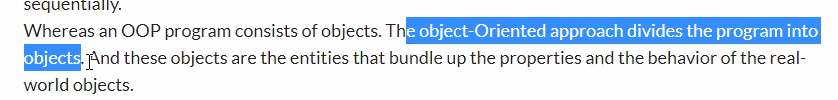 sequentially.
Whereas an OOP program consists of objects. The object-Oriented approach divides the program into
objects. And these objects are the entities that bundle up the properties and the behavior of the real-
world objects.